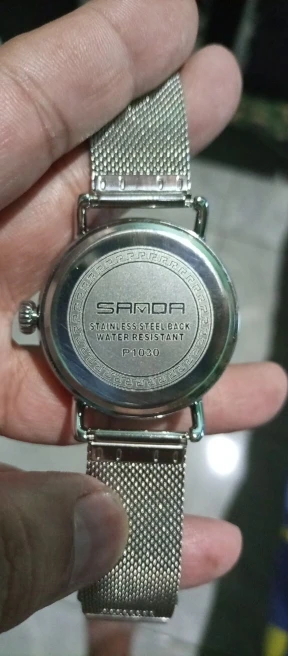 SANDA
STAINLESS STEEL BACK
WATER RESISTANT
P1030